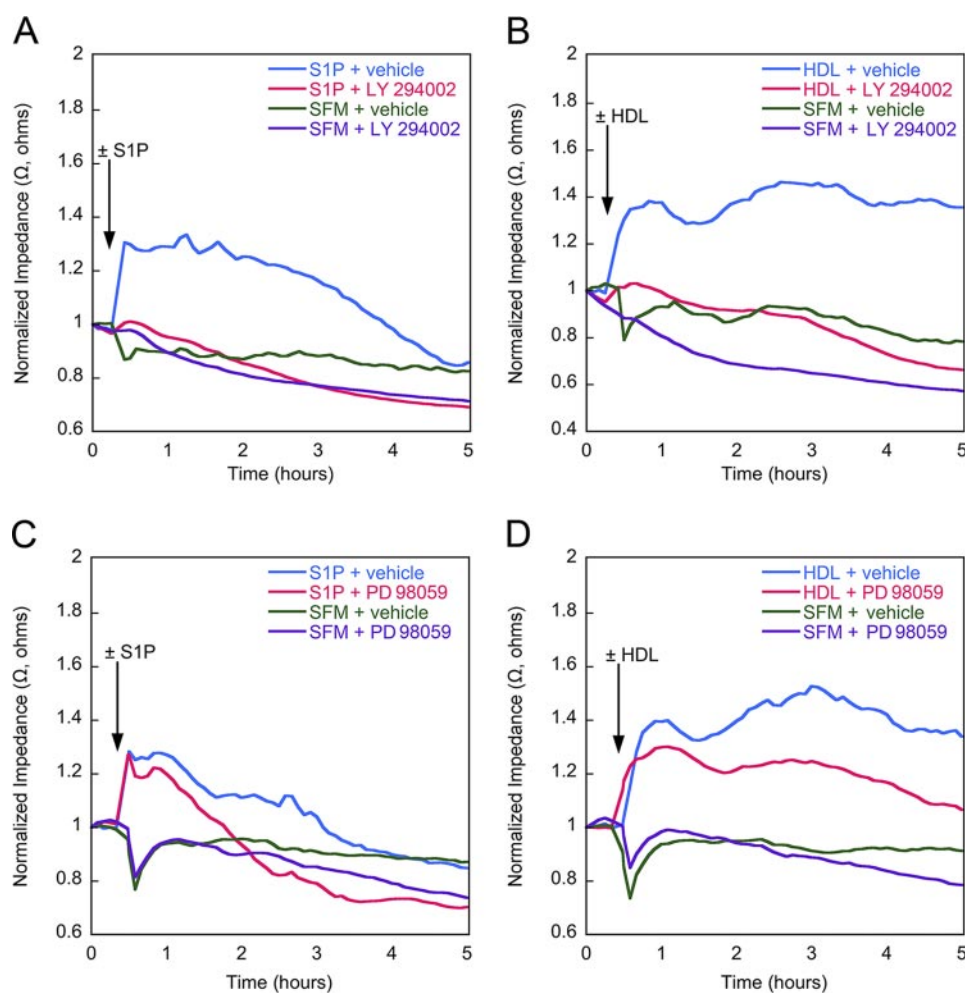 A
S1P + vehicle
S1P + LY 294002
SFM + vehicle
SFM + LY 294002
± S1P
Normalized Impedance (Ω, ohms)
2
1.8
1.6
1.4
1.2
1
0.8
0.6
0 1 2 3 4 5
Time (hours)
B
HDL + vehicle
HDL + LY 294002
SFM + vehicle
SFM + LY 294002
± HDL
Normalized Impedance (Ω, ohms)
2
1.8
1.6
1.4
1.2
1
0.8
0.6
0.4
0 1 2 3 4 5
Time (hours)
C
S1P + vehicle
S1P + PD 98059
SFM + vehicle
SFM + PD 98059
± S1P
Normalized Impedance (Ω, ohms)
2
1.8
1.6
1.4
1.2
1
0.8
0.6
0 1 2 3 4 5
Time (hours)
D
HDL + vehicle
HDL + PD 98059
SFM + vehicle
SFM + PD 98059
± HDL
Normalized Impedance (Ω, ohms)
2
1.8
1.6
1.4
1.2
1
0.8
0.6
0 1 2 3 4 5
Time (hours)